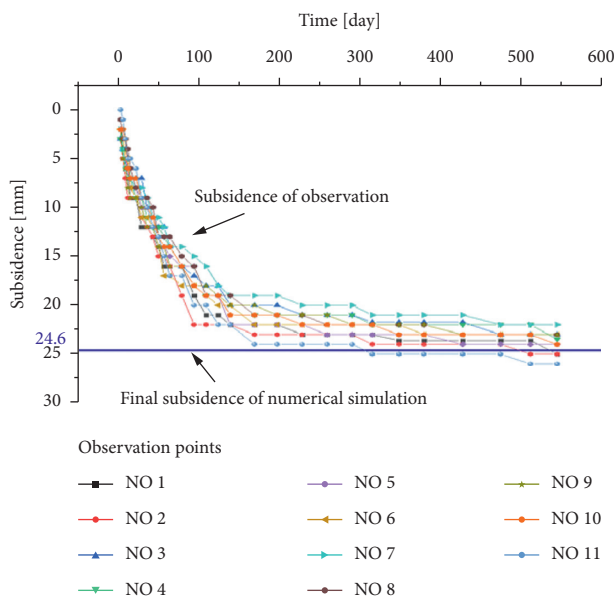 Time [day]
0 100 200 300 400 500 600
Subsidence [mm]
0
5
10
15
20
24.6
25
30
Subsidence of observation
Final subsidence of numerical simulation
Observation points
NO 1 NO 5 NO 9
NO 2 NO 6 NO 10
NO 3 NO 7 NO 11
NO 4 NO 8